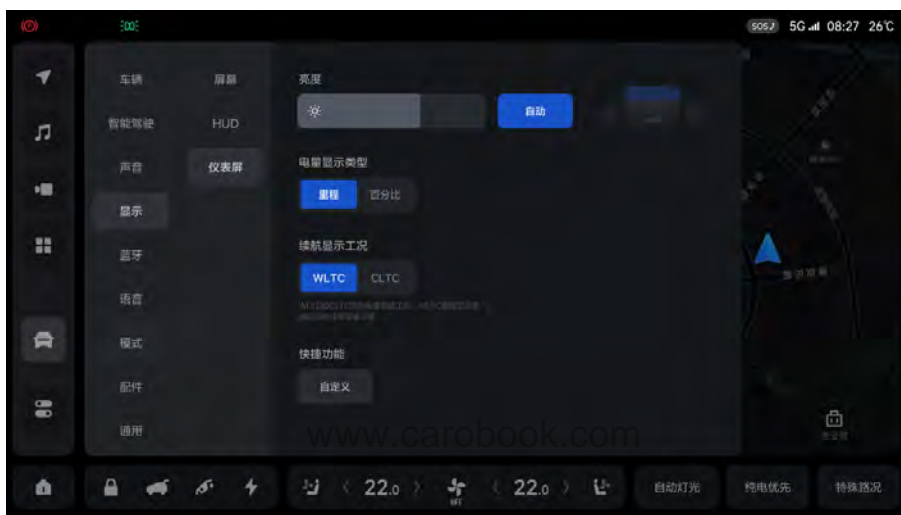 SOS 5G 08:27 26℃
车辆
屏幕
智能驾驶
HUD
声音
仪表屏
显示
蓝牙
语音
模式
配件
通用
亮度
自动
电量显示类型
里程 百分比
续航显示工况
WLTC CLTC
快捷功能
自定义
www.carobook.com
22.0
OFF
22.0
自动灯光
纯电优先
特殊路况